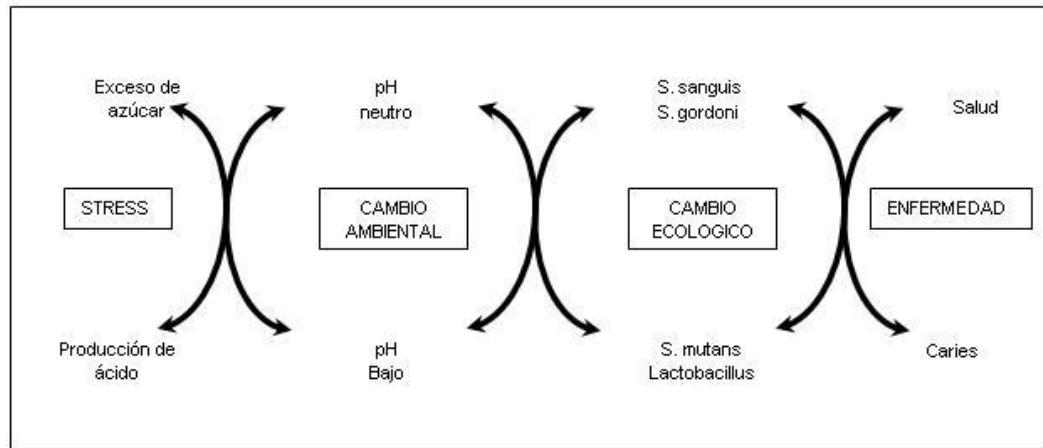 Exceso de
azúcar
pH
neutro
S. sanguis
S. gordoni
Salud
STRESS
CAMBIO
AMBIENTAL
CAMBIO
ECOLOGICO
ENFERMEDAD
Producción de
ácido
pH
Bajo
S. mutans
Lactobacillus
Caries